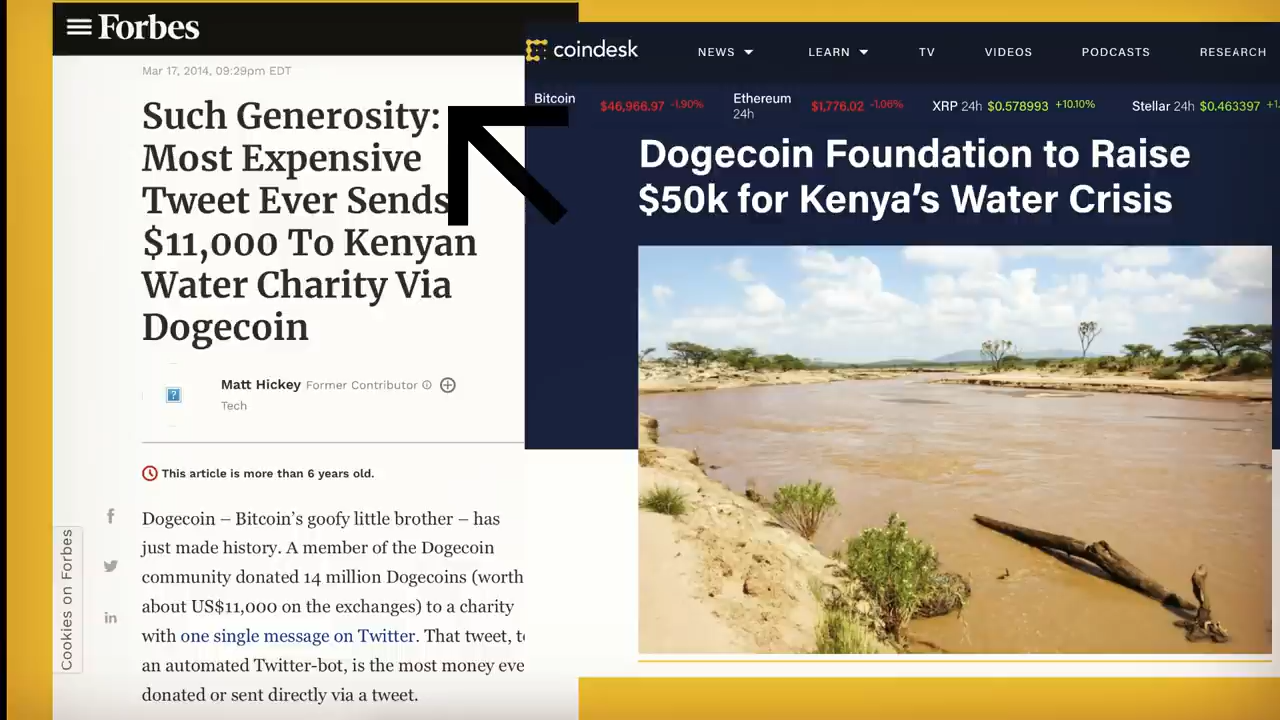 Forbes
Mar 17, 2014, 09:29pm EDT
Such Generosity:
Most Expensive
Tweet Ever Sends
$11,000 To Kenyan
Water Charity Via
Dogecoin
Matt Hickey Former Contributor
Tech
This article is more than 6 years old.
Dogecoin – Bitcoin's goofy little brother – has
just made history. A member of the Dogecoin
community donated 14 million Dogecoins (worth
about US$11,000 on the exchanges) to a charity
with one single message on Twitter. That tweet,
an automated Twitter-bot, is the most money
donated or sent directly via a tweet.
Cookies on Forbes
coindesk
NEWS LEARN TV VIDEOS PODCASTS RESEARCH
Bitcoin $46,966.97 -1.90% Ethereum 24h $1,776.02 -1.06% XRP 24h $0.578993 +10.10% Stellar 24h $0.463397
Dogecoin Foundation to Raise
$50k for Kenya's Water Crisis